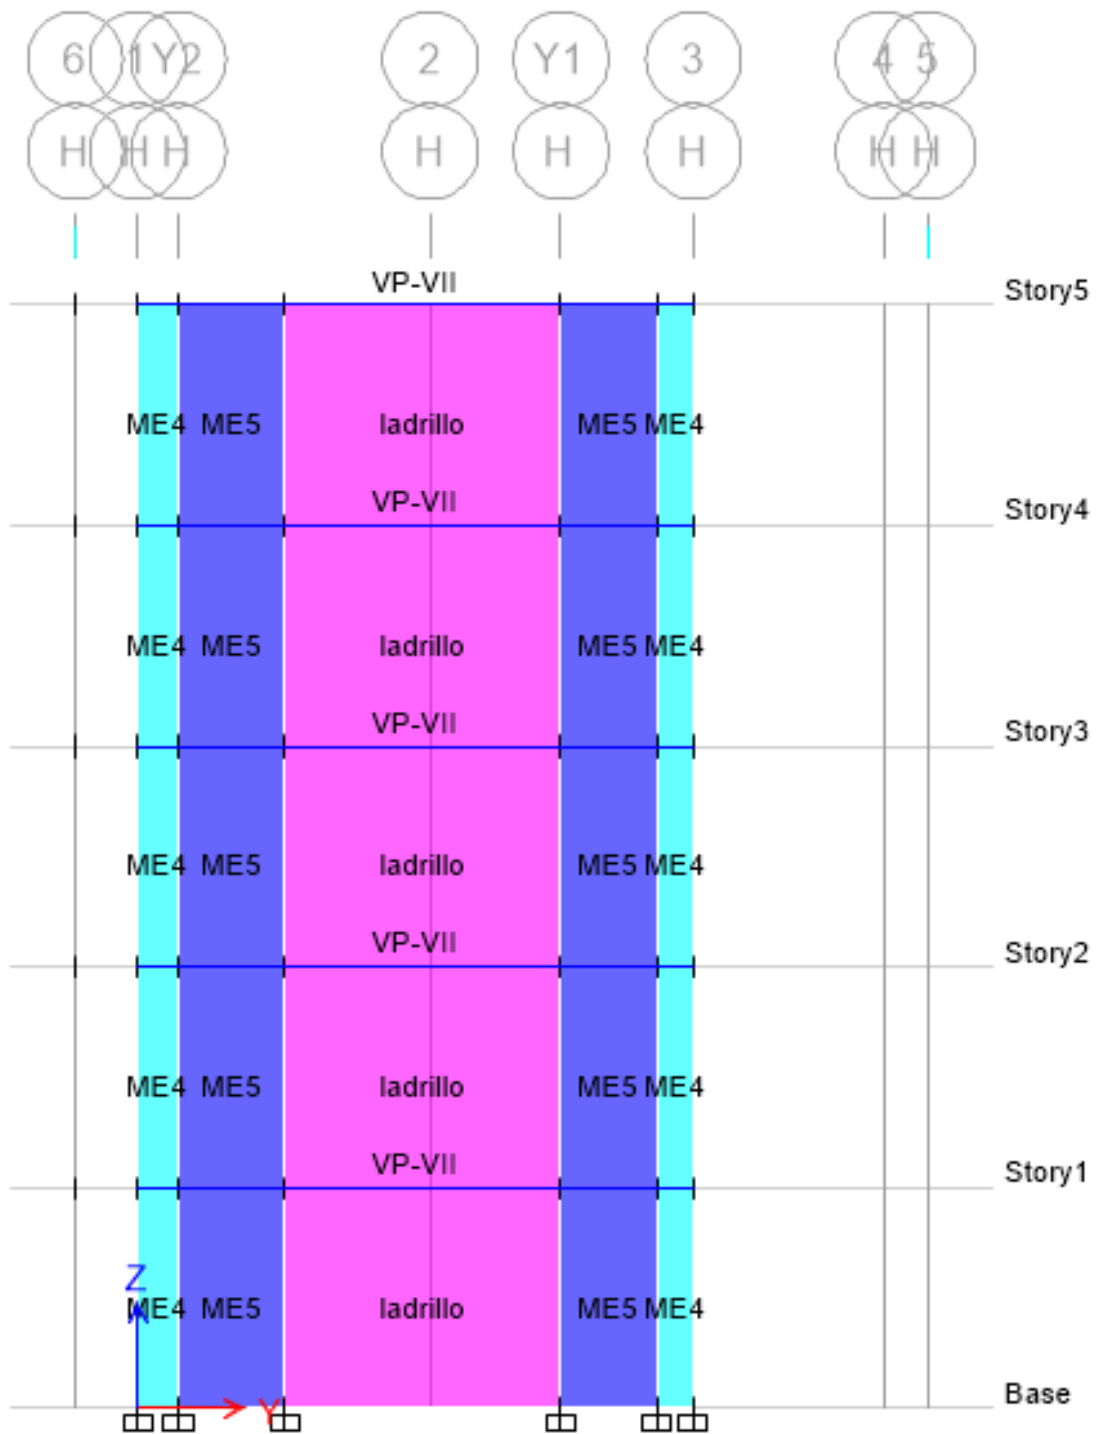 6 1 Y2 2 Y1 3 4 5
H H H H H H H H
VP-VII Story5
ME4 ME5 ladrillo ME5 ME4
VP-VII Story4
ME4 ME5 ladrillo ME5 ME4
VP-VII Story3
ME4 ME5 ladrillo ME5 ME4
VP-VII Story2
ME4 ME5 ladrillo ME5 ME4
VP-VII Story1
Z
ME4 ME5 ladrillo ME5 ME4
Y Base